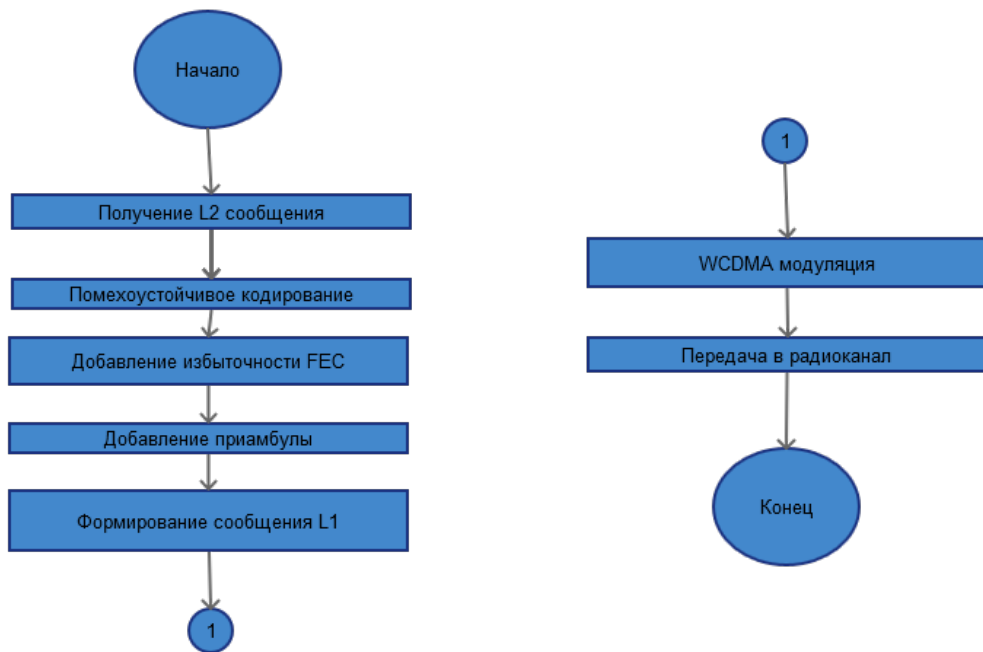 Начало
Получение L2 сообщения
Помехоустойчивое кодирование
Добавление избыточности FEC
Добавление приамбулы
Формирование сообщения L1
1
1
WCDMA модуляция
Передача в радиоканал
Конец